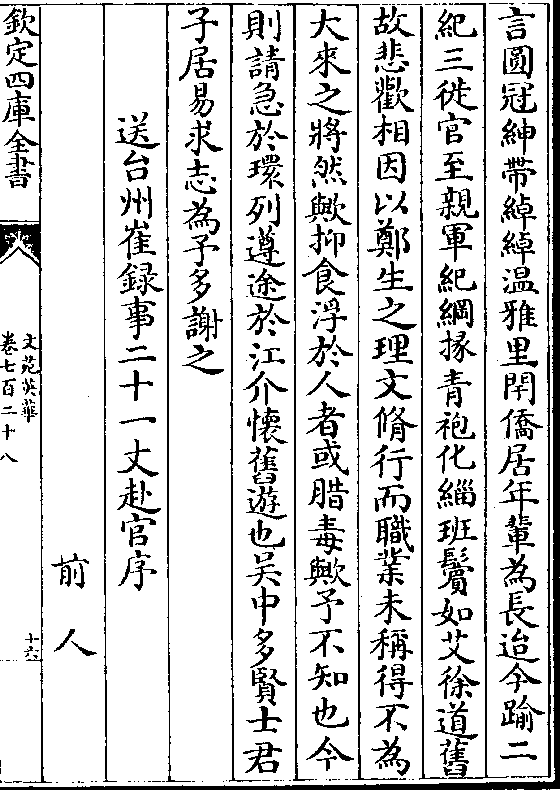 言圓冠紳帶綽綽温雅里閈僑居年輩為長迨今踰二
紀三徙官至親軍紀綱掾青袍化緇班鬢如艾徐道舊
故悲歡相因以鄭生之理文脩行而職業未稱得不為
大來之將然歟抑食浮於人者或腊毒歟予不知也今
則請急於環列遵途於江介懷舊遊也吳中多賢士君
子居易求志為予多謝之
送台州崔録事二十一丈赴官序
前人
欽定四庫全書
文苑英華
卷七百二十八
十六